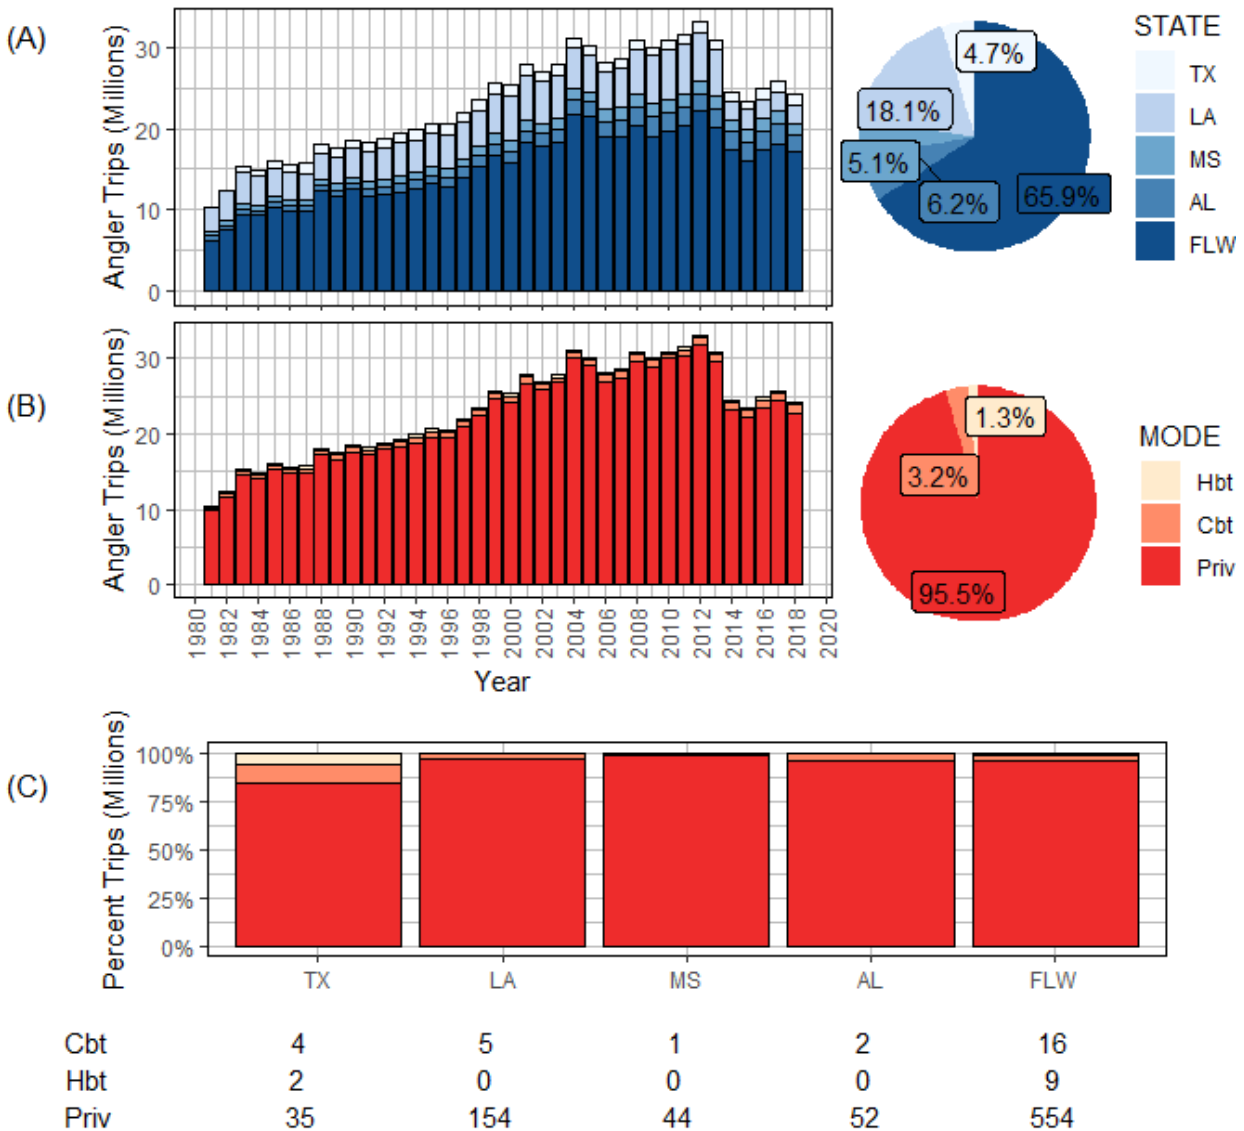 (A)
Angler Trips (Millions)
30
20
10
0
4.7%
18.1%
5.1%
6.2%
65.9%
STATE
TX
LA
MS
AL
FLW
(B)
Angler Trips (Millions)
30
20
10
0
1980 1982 1984 1986 1988 1990 1992 1994 1996 1998 2000 2002 2004 2006 2008 2010 2012 2014 2016 2018 2020
Year
1.3%
3.2%
95.5%
MODE
Hbt
Cbt
Priv
(C)
Percent Trips (Millions)
100%
75%
50%
25%
0%
TX LA MS AL FLW
Cbt 4 5 1 2 16
Hbt 2 0 0 0 9
Priv 35 154 44 52 554